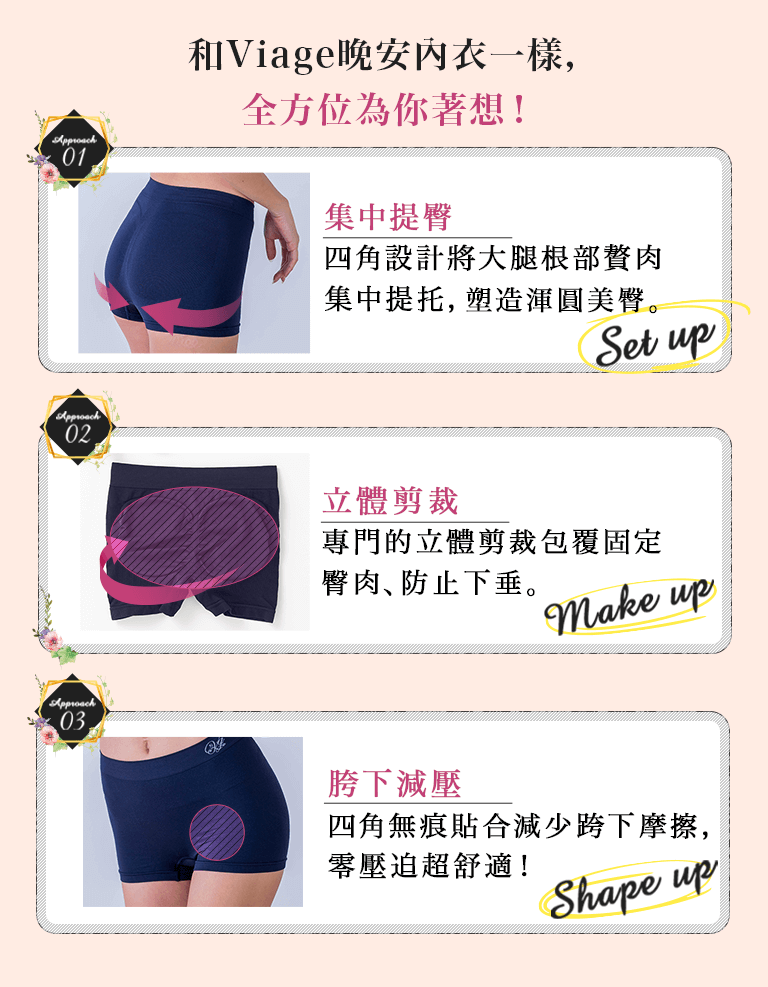 和Viage晚安內衣一樣,
全方位為你著想!
Approach
01
集中提臀
四角設計將大腿根部贅肉
集中提托, 塑造渾圓美臀。
Set up
Approach
02
立體剪裁
專門的立體剪裁包覆固定
臀肉、防止下垂。
Make up
Approach
03
胯下減壓
四角無痕貼合減少跨下摩擦,
零壓迫超舒適!
Shape up